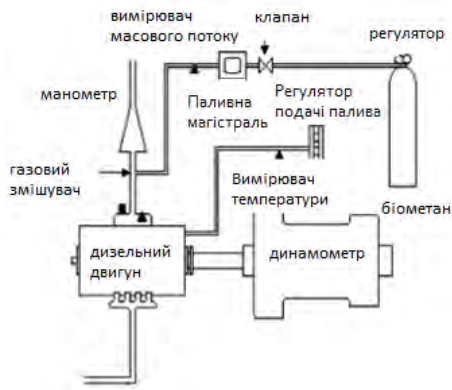 вимірювач
масового потоку
клапан
регулятор
манометр
Паливна
магістраль
Регулятор
подачі палива
газовий
змішувач
Вимірювач
температури
біометан
дизельний
двигун
динамометр